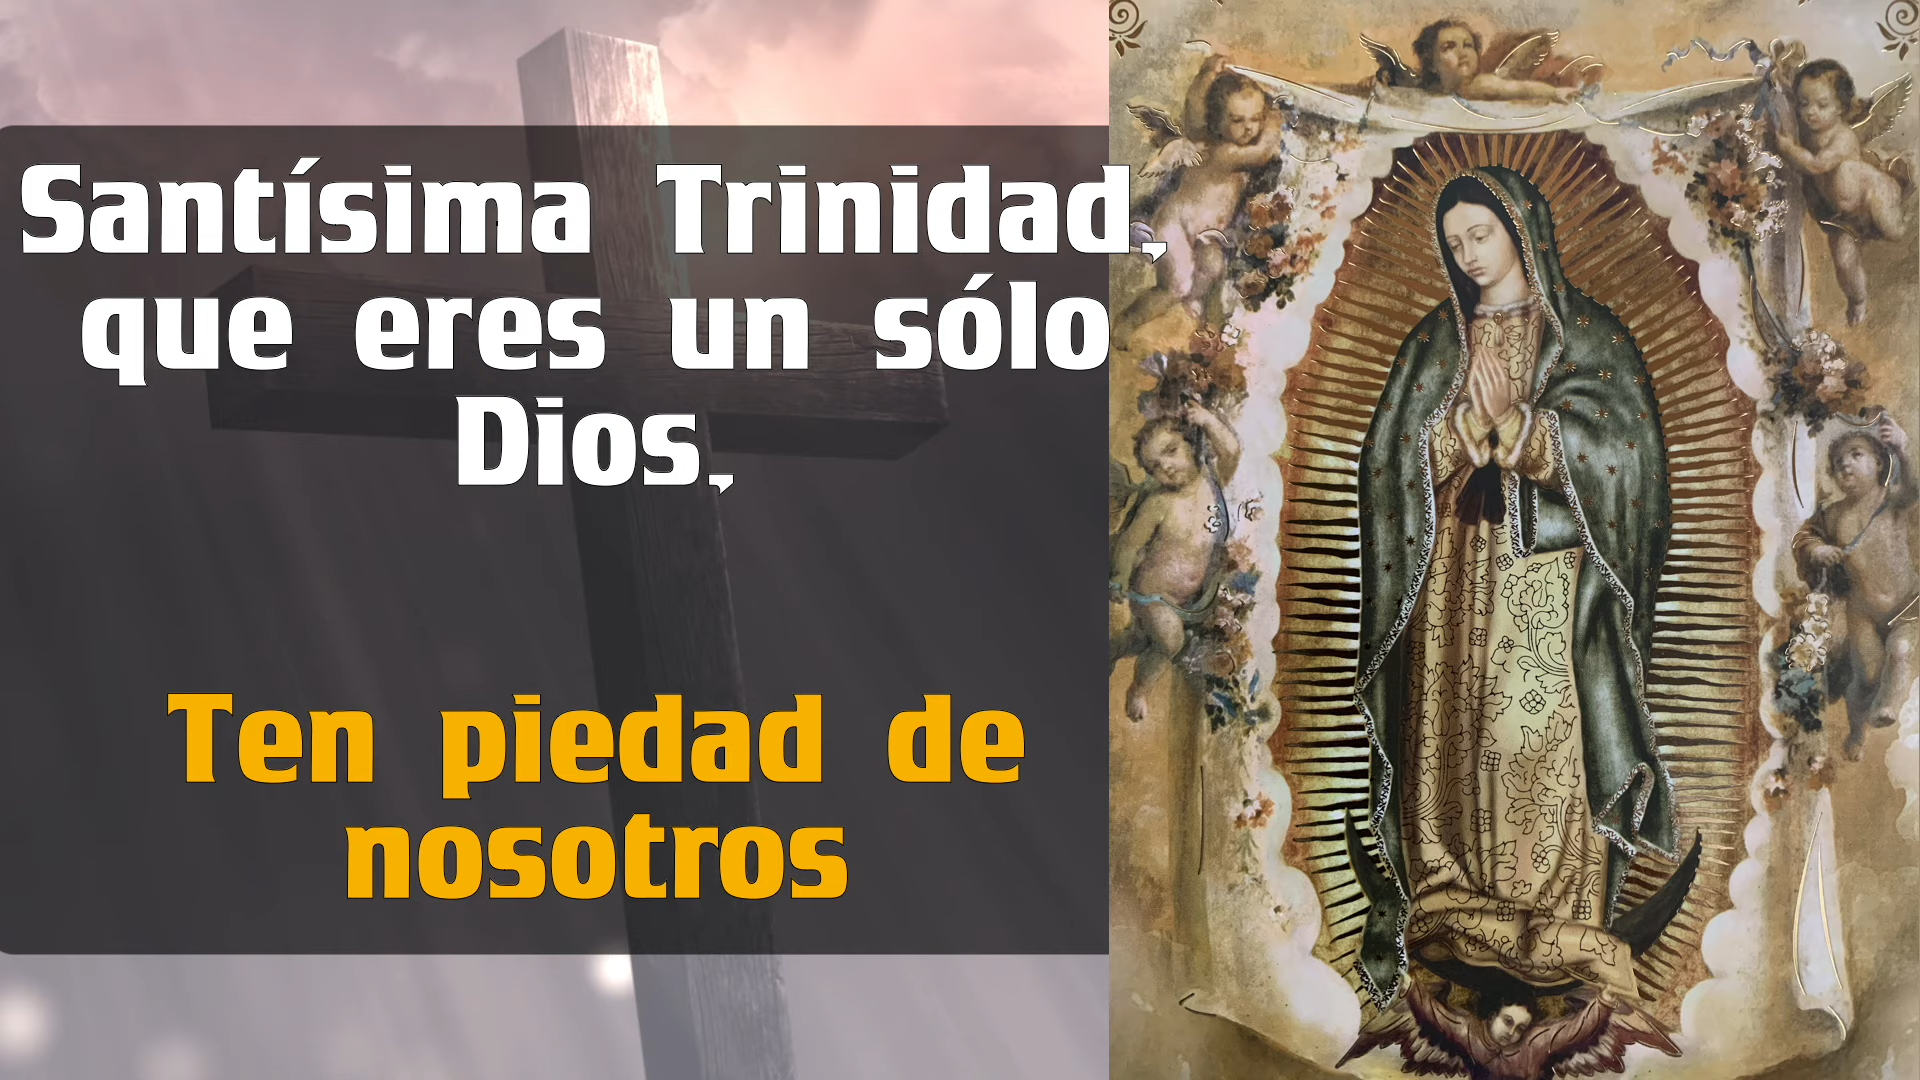 Santísima Trinidad,
que eres un sólo
Dios,
Ten piedad de
nosotros